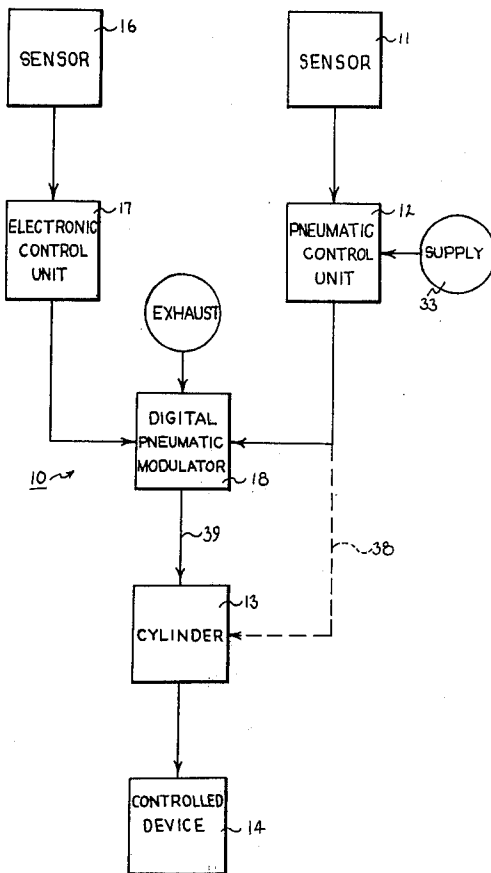 16
SENSOR
11
SENSOR
17
ELECTRONIC
CONTROL
UNIT
12
PNEUMATIC
CONTROL
UNIT
SUPPLY
33
EXHAUST
DIGITAL
PNEUMATIC
MODULATOR
18
10
39
38
13
CYLINDER
CONTROLLED
DEVICE
14